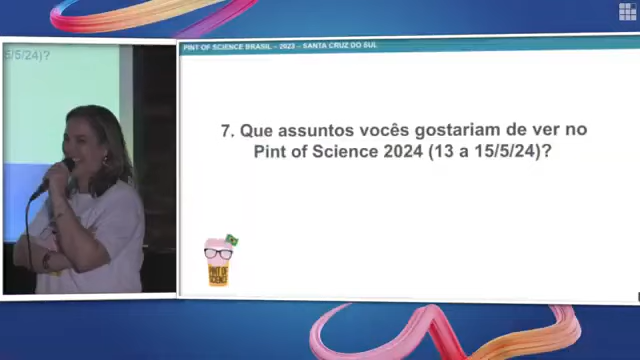 PINT OF SCIENCE BRASIL – 2023 – SANTA CRUZ DO SUL
5/5/24)?
7. Que assuntos vocês gostariam de ver no
Pint of Science 2024 (13 a 15/5/24)?
PINT OF
SCIENCE